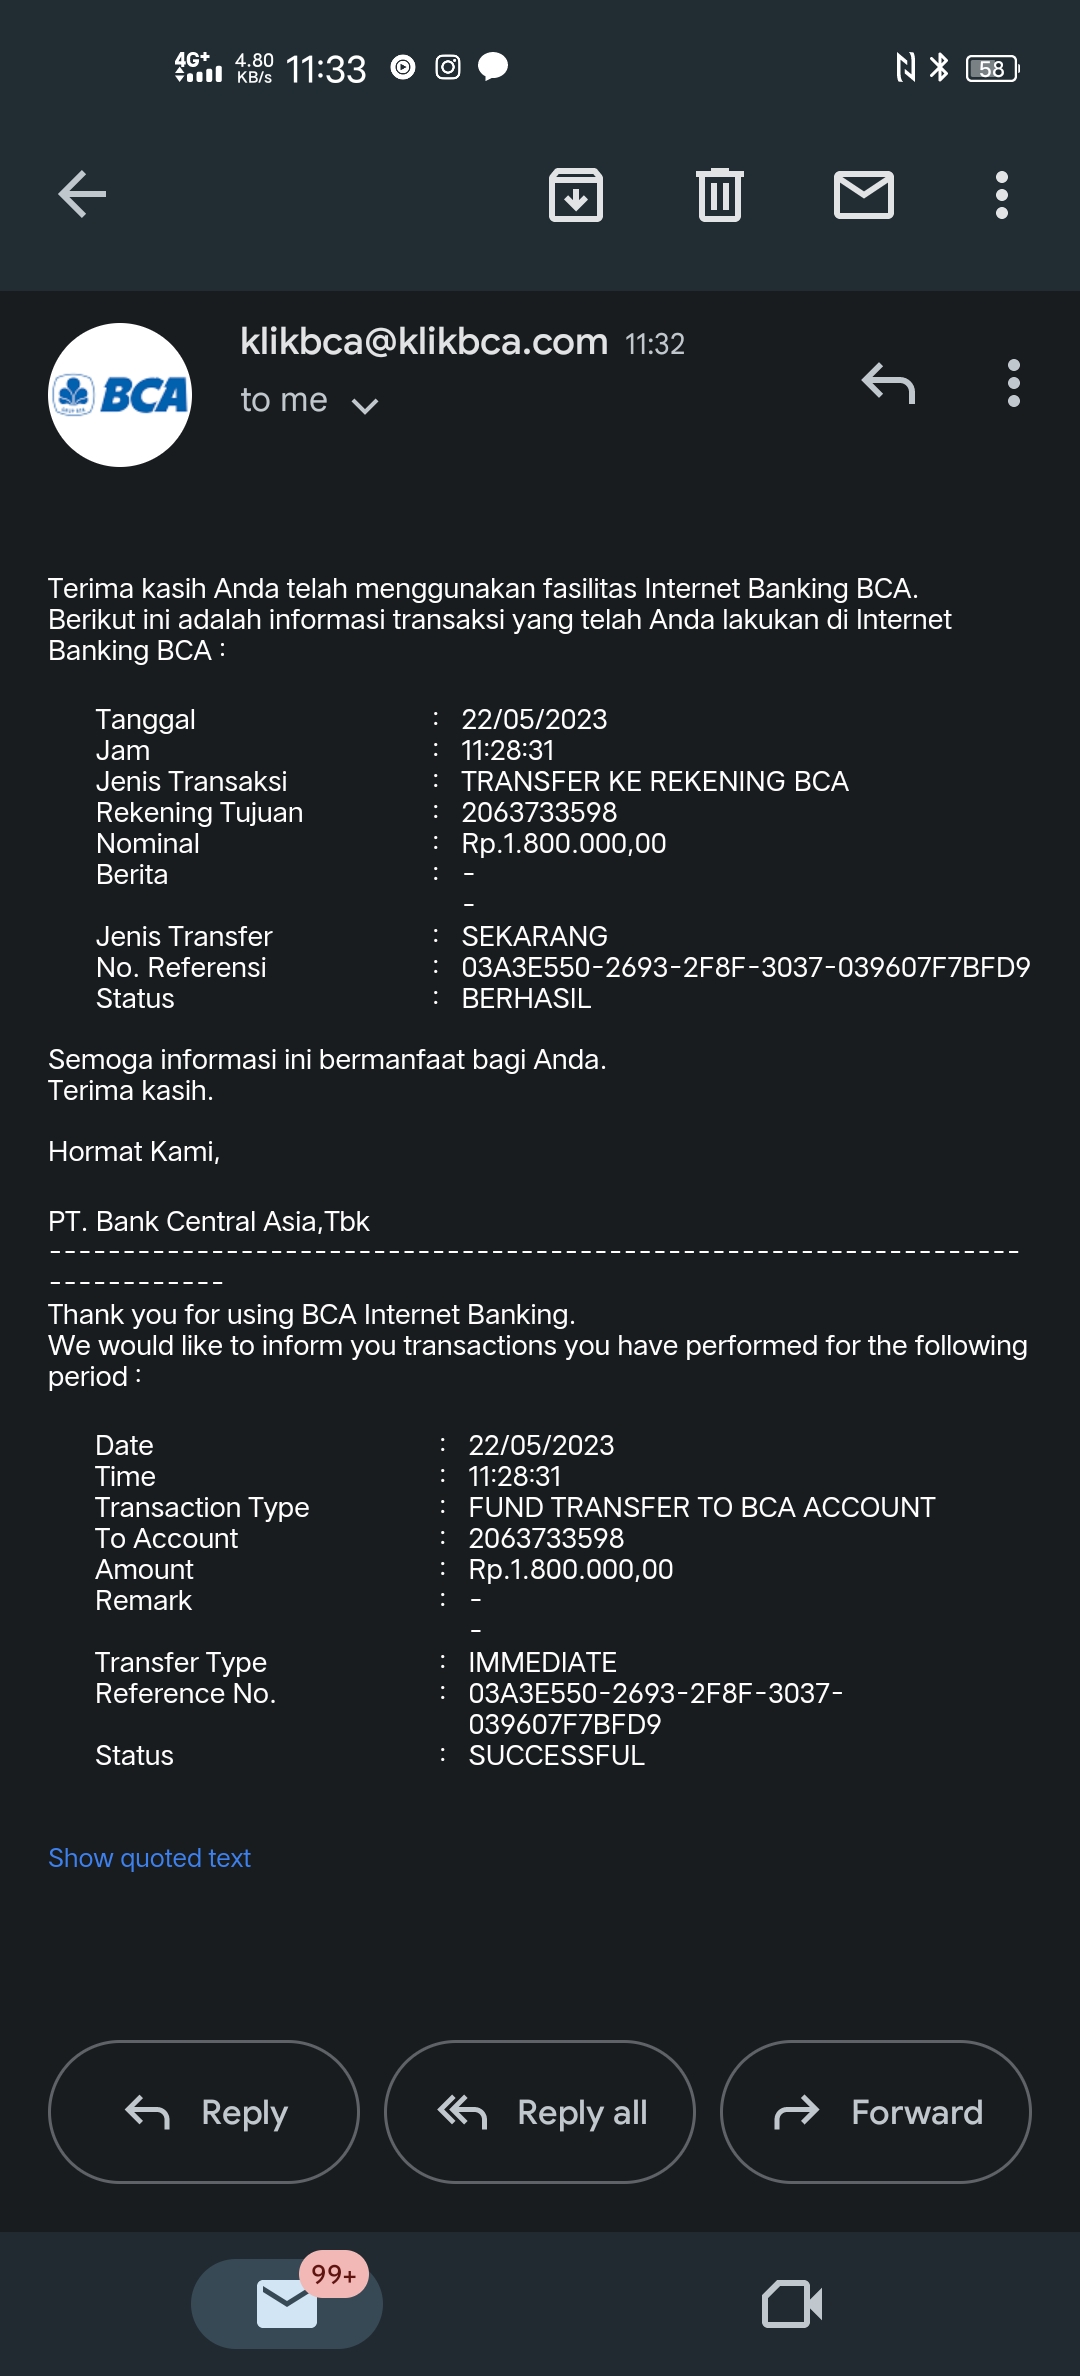 4G+ 4.80 KB/s 11:33 58
BCA
klikbca@klikbca.com 11:32
to me
Terima kasih Anda telah menggunakan fasilitas Internet Banking BCA.
Berikut ini adalah informasi transaksi yang telah Anda lakukan di Internet
Banking BCA :
Tanggal : 22/05/2023
Jam : 11:28:31
Jenis Transaksi : TRANSFER KE REKENING BCA
Rekening Tujuan : 2063733598
Nominal : Rp.1.800.000,00
Berita : -
-
Jenis Transfer : SEKARANG
No. Referensi : 03A3E550-2693-2F8F-3037-039607F7BFD9
Status : BERHASIL
Semoga informasi ini bermanfaat bagi Anda.
Terima kasih.
Hormat Kami,
PT. Bank Central Asia,Tbk
------------------------------------------------------------------
------------
Thank you for using BCA Internet Banking.
We would like to inform you transactions you have performed for the following
period :
Date : 22/05/2023
Time : 11:28:31
Transaction Type : FUND TRANSFER TO BCA ACCOUNT
To Account : 2063733598
Amount : Rp.1.800.000,00
Remark : -
-
Transfer Type : IMMEDIATE
Reference No. : 03A3E550-2693-2F8F-3037-
039607F7BFD9
Status : SUCCESSFUL
Show quoted text
Reply Reply all Forward
99+